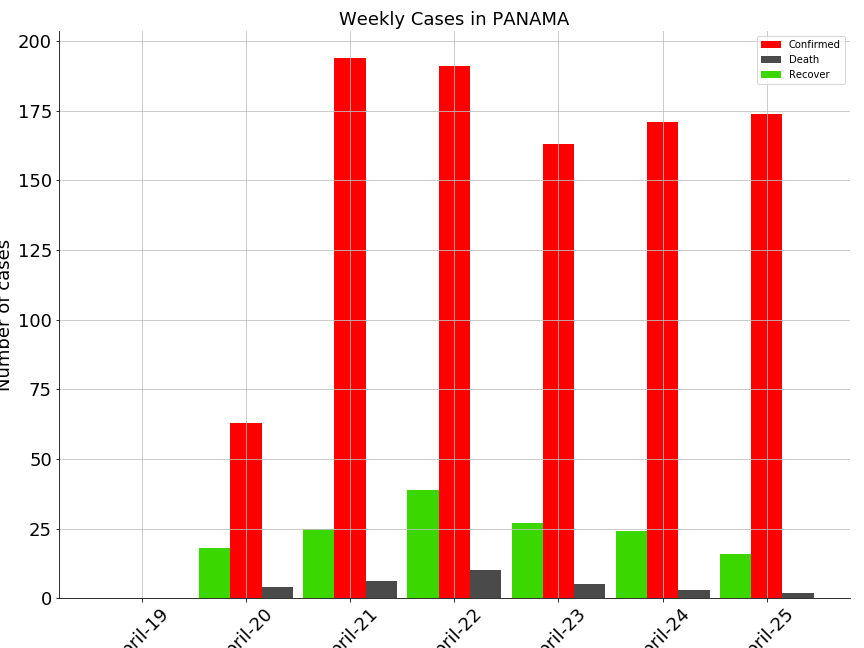 Weekly Cases in PANAMA
Confirmed
Death
Recover
Number of cases
200
175
150
125
100
75
50
25
0
pril-19
pril-20
pril-21
pril-22
pril-23
pril-24
pril-25